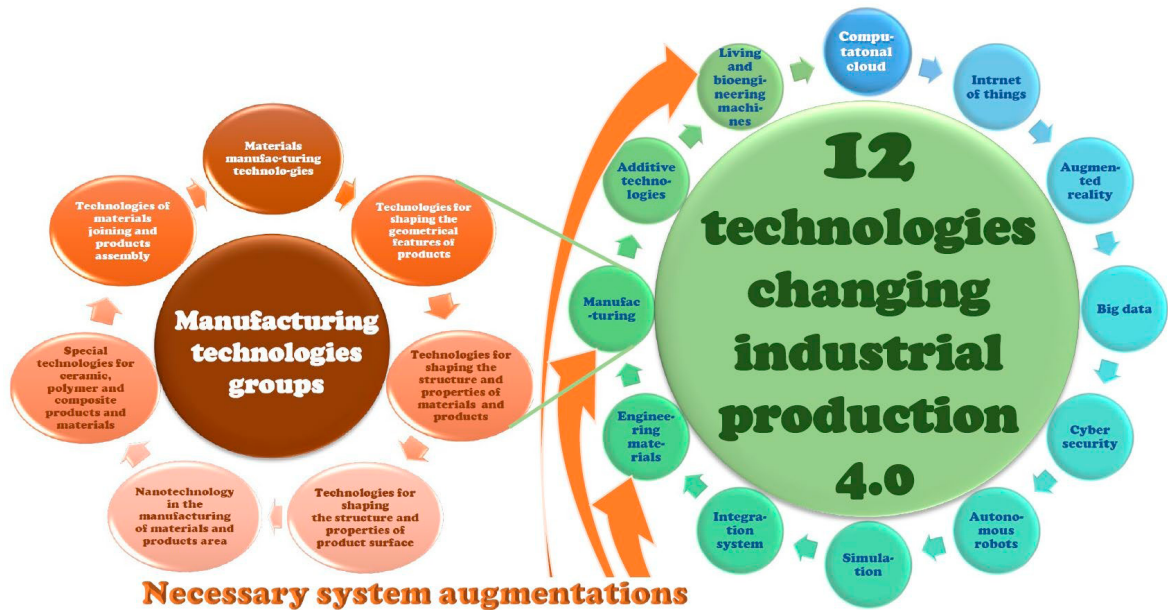 Materials
manufac-turing
technolo-gies
Technologies for
shaping the
geometrical
features of
products
Technologies for
shaping the
structure and
properties of
materials and
products
Technologies for
shaping
the structure and
properties of
product surface
Nanotechnology
in the
manufacturing
of materials and
products area
Special
technologies for
ceramic,
polymer and
composite
products and
materials
Technologies of
materials
joining and
products
assembly
Manufacturing
technologies
groups
Compu-
tatonal
cloud
Intrnet
of things
Augmen-
ted
reality
Big data
Cyber
security
Autono-
mous
robots
Simulation
Integra-
tion
system
Enginee-
ring
mate-
rials
Manufac
-turing
Additive
techno-
logies
Living
and
bioengi-
neering
machi-
nes
12
technologies
changing
industrial
production
4.0
Necessary system augmentations